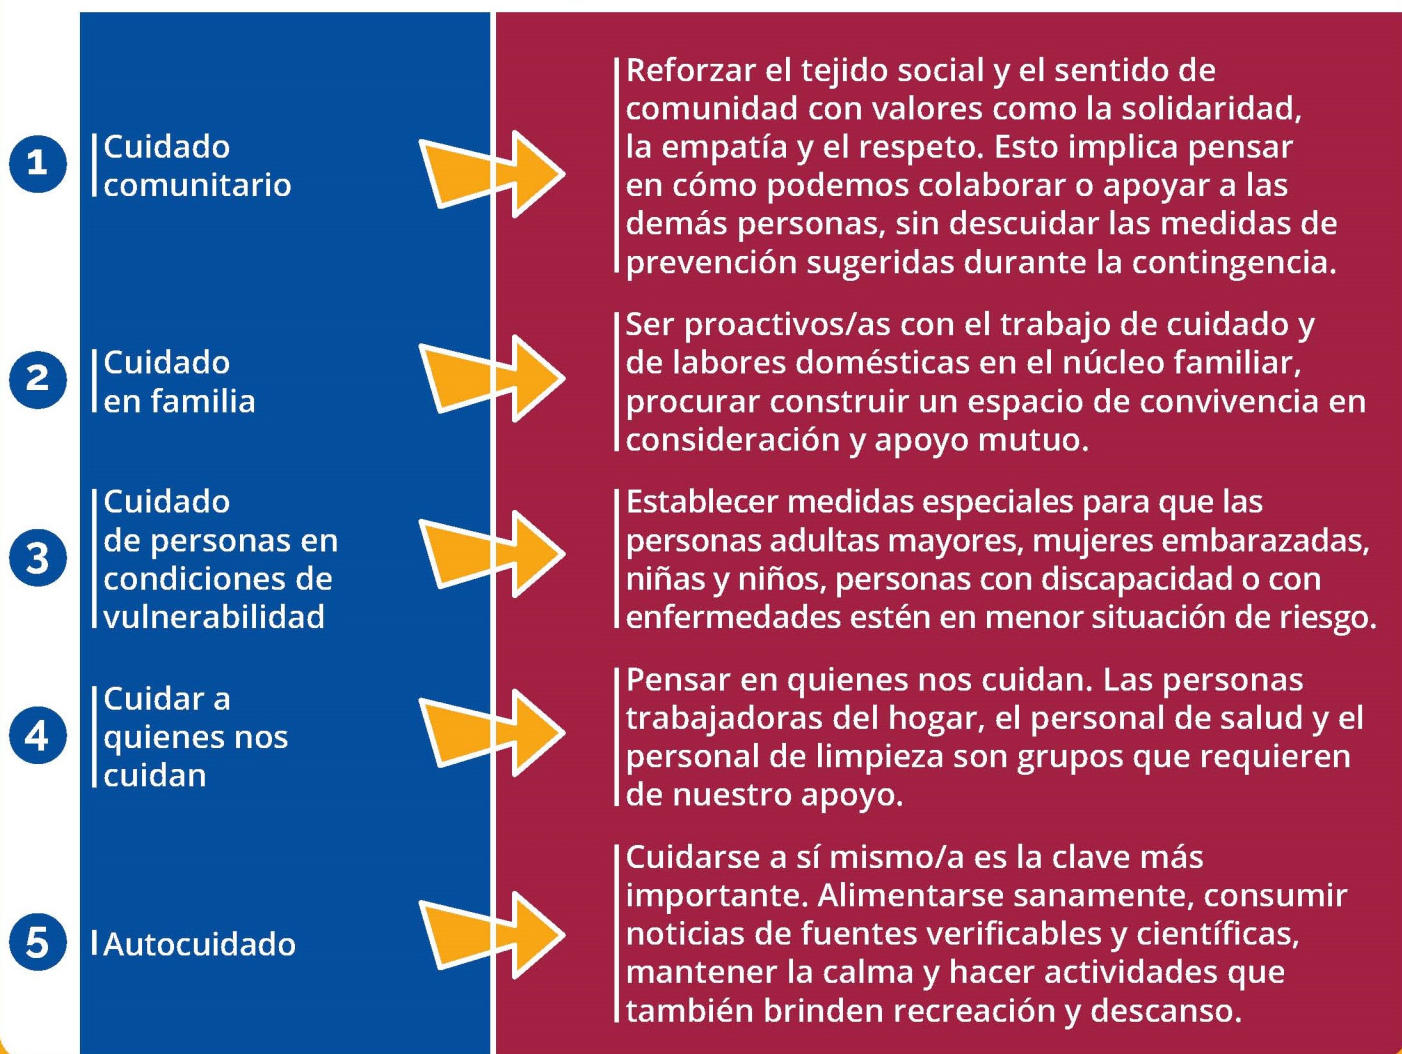 1
Cuidado
comunitario
Reforzar el tejido social y el sentido de
comunidad con valores como la solidaridad,
la empatía y el respeto. Esto implica pensar
en cómo podemos colaborar o apoyar a las
demás personas, sin descuidar las medidas de
prevención sugeridas durante la contingencia.
2
Cuidado
en familia
Ser proactivos/as con el trabajo de cuidado y
de labores domésticas en el núcleo familiar,
procurar construir un espacio de convivencia en
consideración y apoyo mutuo.
3
Cuidado
de personas en
condiciones de
vulnerabilidad
Establecer medidas especiales para que las
personas adultas mayores, mujeres embarazadas,
niñas y niños, personas con discapacidad o con
enfermedades estén en menor situación de riesgo.
4
Cuidar a
quienes nos
cuidan
Pensar en quienes nos cuidan. Las personas
trabajadoras del hogar, el personal de salud y el
personal de limpieza son grupos que requieren
de nuestro apoyo.
5
Autocuidado
Cuidarse a sí mismo/a es la clave más
importante. Alimentarse sanamente, consumir
noticias de fuentes verificables y científicas,
mantener la calma y hacer actividades que
también brinden recreación y descanso.